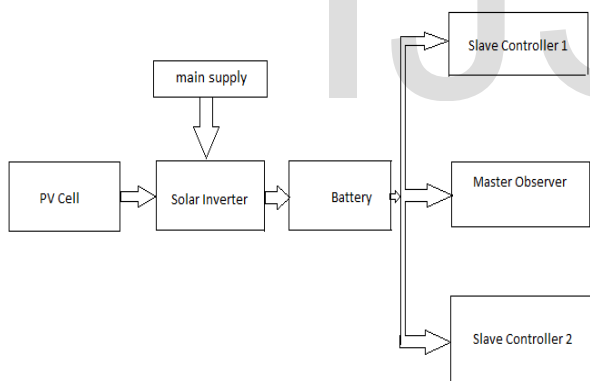 Slave Controller 1
main supply
PV Cell
Solar Inverter
Battery
Master Observer
Slave Controller 2